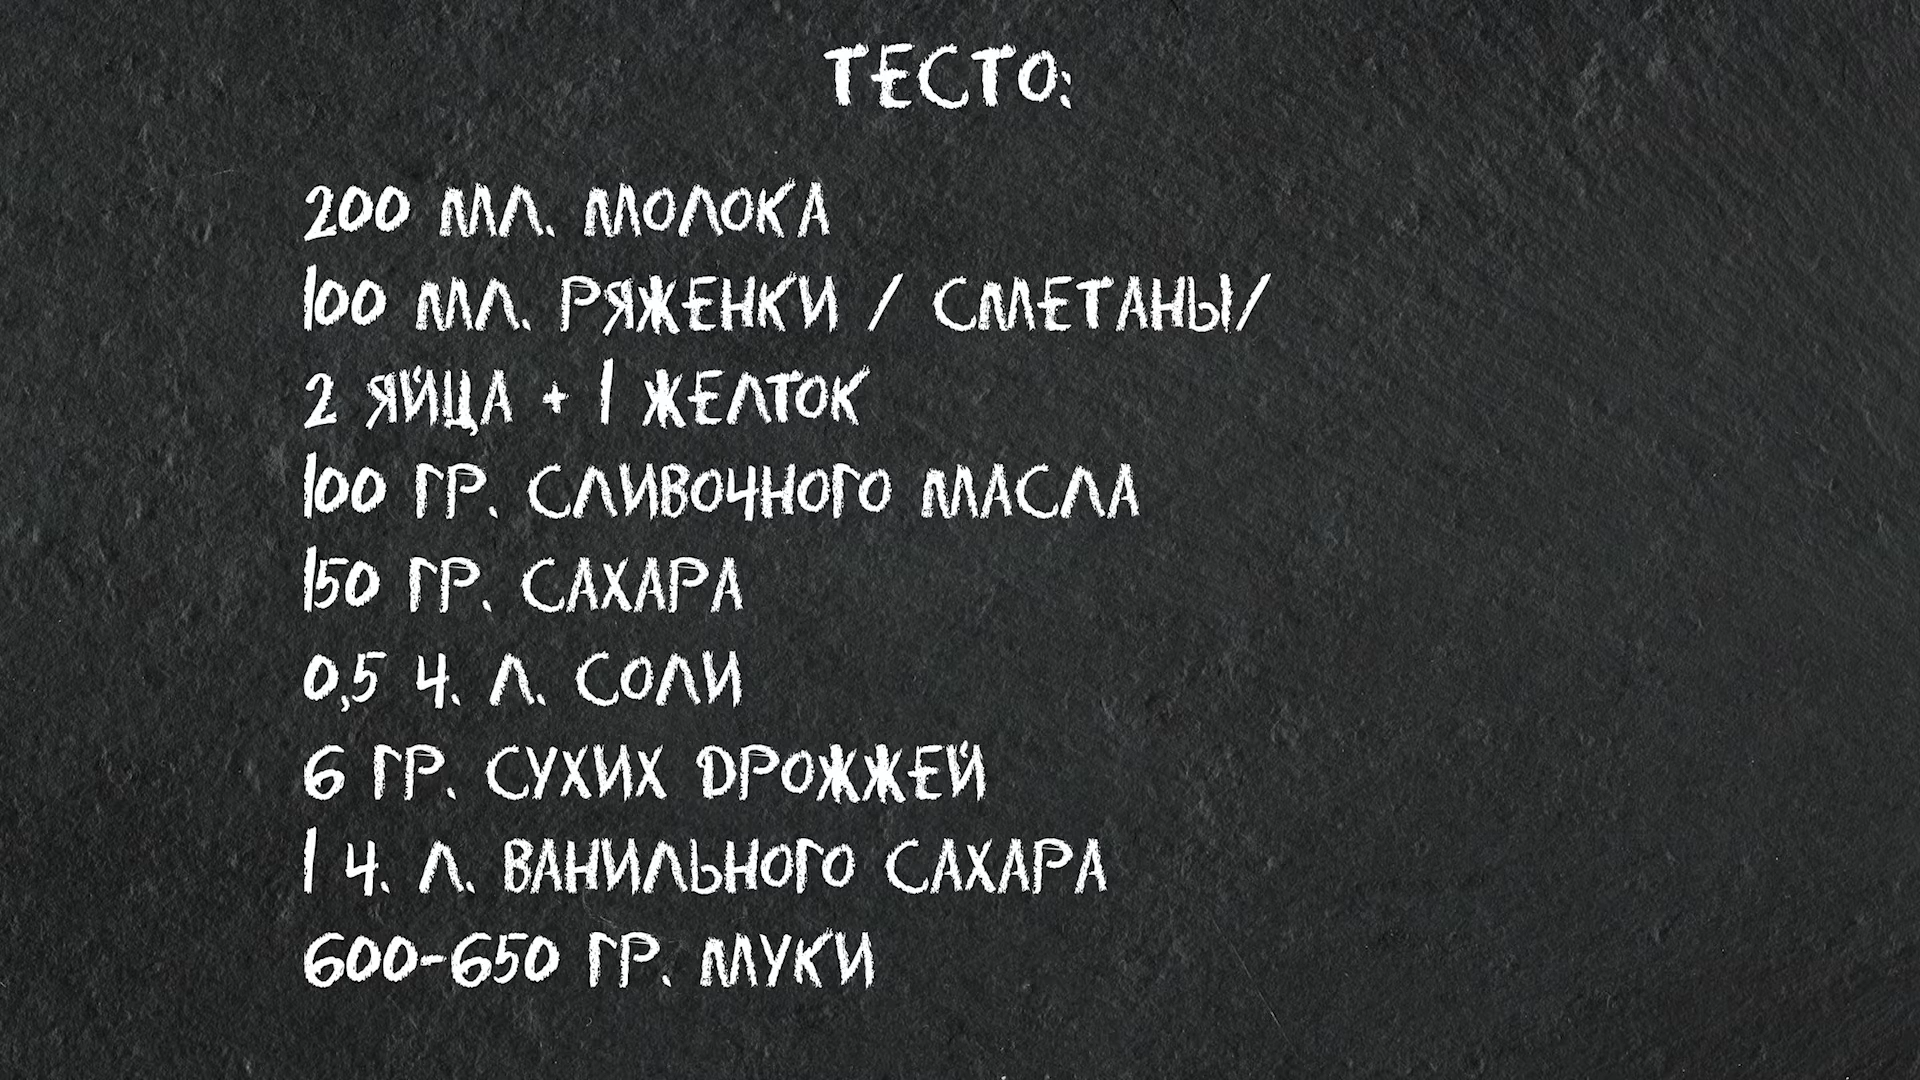 ТЕСТО:
200 МЛ. МОЛОКА
100 МЛ. РЯЖЕНКИ / СМЕТАНЫ/
2 ЯЙЦА + 1 ЖЕЛТОК
100 ГР. СЛИВОЧНОГО МАСЛА
150 ГР. САХАРА
0,5 Ч. Л. СОЛИ
6 ГР. СУХИХ ДРОЖЖЕЙ
1 Ч. Л. ВАНИЛЬНОГО САХАРА
600-650 ГР. МУКИ